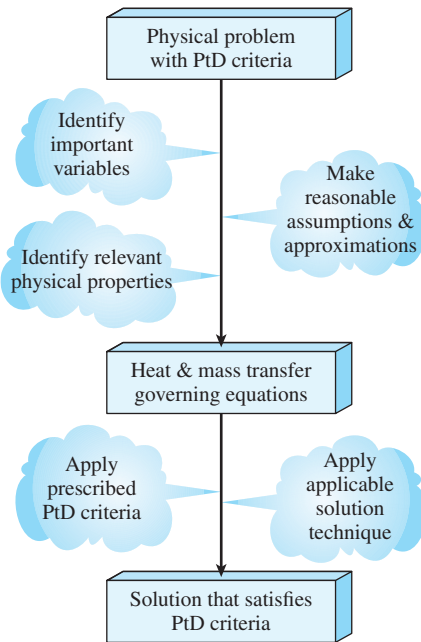 Physical problem
with PtD criteria
Identify
important
variables
Make
reasonable
assumptions &
approximations
Identify relevant
physical properties
Heat & mass transfer
governing equations
Apply
prescribed
PtD criteria
Apply
applicable
solution
technique
Solution that satisfies
PtD criteria